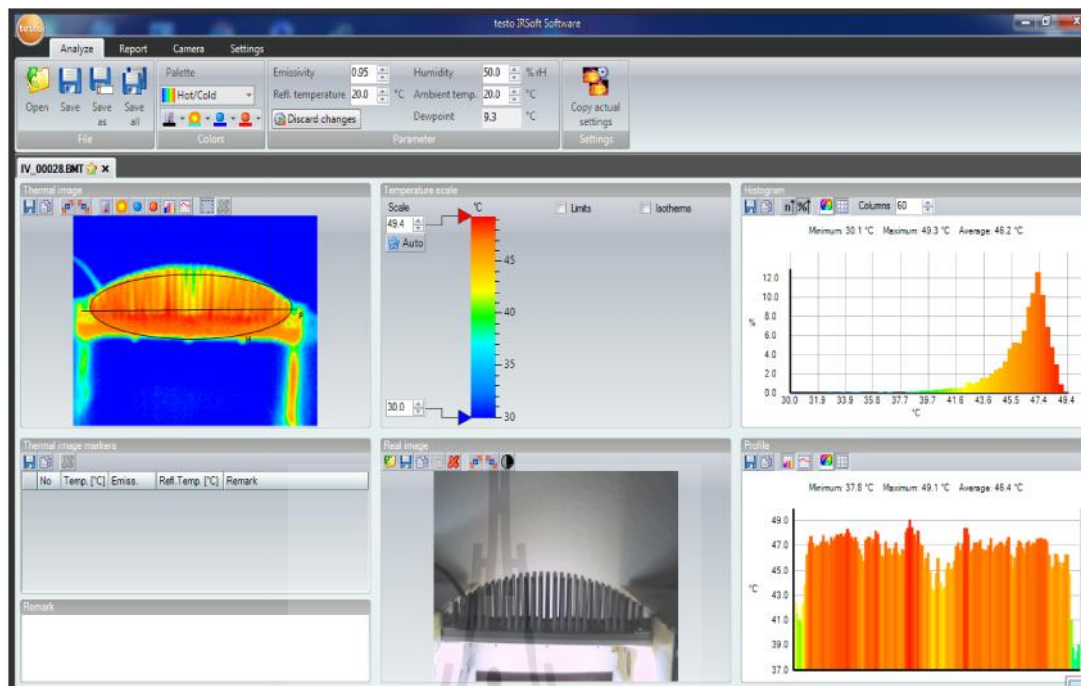 testo IRSoft Software
testo
Analyze Report Camera Settings
Open
Save
Save as
Save all
File
Palette
Hot/Cold
Colors
Emissivity 0.95 Humidity 50.0 % rH
Refl. temperature 20.0 °C Ambient temp. 20.0 °C
Discard changes Dewpoint 9.3 °C
Parameter
Copy actual settings
Settings
IV_00028.BMT
Thermal image
Temperature scale
Scale
49.4
Auto
30.0
°C
45
40
35
30
Limits
Isotherms
Histogram
Columns 60
Minimum: 30.1 °C Maximum: 49.3 °C Average: 46.2 °C
%
12.0
10.0
8.0
6.0
4.0
2.0
0.0
30.0 31.9 33.9 35.8 37.7 39.7 41.6 43.6 45.5 47.4 49.4
°C
Thermal image markers
No Temp. [°C] Emiss. Refl.Temp. [°C] Remark
Remark
Real image
Profile
Minimum: 37.8 °C Maximum: 49.1 °C Average: 46.4 °C
°C
49.0
47.0
45.0
43.0
41.0
39.0
37.0